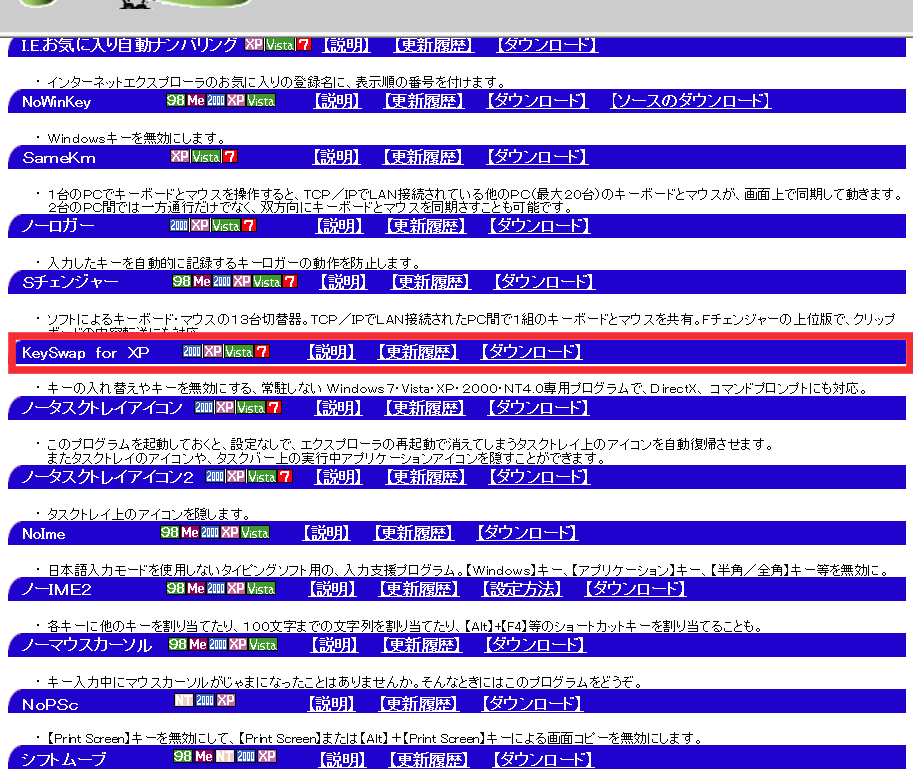 I.E.お気に入り自動ナンバリング XP Vista 7 【説明】 【更新履歴】 【ダウンロード】
・ インターネットエクスプローラのお気に入りの登録名に、表示順の番号を付けます。
NoWinKey 98 Me 2000 XP Vista 【説明】 【更新履歴】 【ダウンロード】 【ソースのダウンロード】
・ Windowsキーを無効にします。
SameKm XP Vista 7 【説明】 【更新履歴】 【ダウンロード】
・ 1台のPCでキーボードとマウスを操作すると、TCP／IPでLAN接続されている他のPC(最大20台)のキーボードとマウスが、画面上で同期して動きます。
2台のPC間では一方通行だけでなく、双方向にキーボードとマウスを同期さすことも可能です。
ノーロガー 2000 XP Vista 7 【説明】 【更新履歴】 【ダウンロード】
・ 入力したキーを自動的に記録するキーロガーの動作を防止します。
Sチェンジャー 98 Me 2000 XP Vista 7 【説明】 【更新履歴】 【ダウンロード】
・ ソフトによるキーボード・マウスの13台切替器。TCP／IPでLAN接続されたPC間で1組のキーボードとマウスを共有。Fチェンジャーの上位版で、クリップ
ボードの内容転送にも対応
KeySwap for XP 2000 XP Vista 7 【説明】 【更新履歴】 【ダウンロード】
・ キーの入れ替えやキーを無効にする、常駐しない Windows7・Vista・XP・2000・NT4.0専用プログラムで、DirectX、コマンドプロンプトにも対応。
ノータスクトレイアイコン 2000 XP Vista 7 【説明】 【更新履歴】 【ダウンロード】
・ このプログラムを起動しておくと、設定なしで、エクスプローラの再起動で消えてしまうタスクトレイ上のアイコンを自動復帰させます。
またタスクトレイのアイコンや、タスクバー上の実行中アプリケーションアイコンを隠すことができます。
ノータスクトレイアイコン2 2000 XP Vista 7 【説明】 【更新履歴】 【ダウンロード】
・ タスクトレイ上のアイコンを隠します。
NoIme 98 Me 2000 XP Vista 【説明】 【更新履歴】 【ダウンロード】
・ 日本語入力モードを使用しないタイピングソフト用の、入力支援プログラム。【Windows】キー、【アプリケーション】キー、【半角／全角】キー等を無効に。
ノーIME2 98 Me 2000 XP Vista 【説明】 【更新履歴】 【設定方法】 【ダウンロード】
・ 各キーに他のキーを割り当てたり、100文字までの文字列を割り当てたり、【Alt】+【F4】等のショートカットキーを割り当てることも。
ノーマウスカーソル 98 Me 2000 XP Vista 【説明】 【更新履歴】 【ダウンロード】
・ キー入力中にマウスカーソルがじゃまになったことはありませんか。そんなときにはこのプログラムをどうぞ。
NoPSc NT 2000 XP 【説明】 【更新履歴】 【ダウンロード】
・【Print Screen】キーを無効にして、【Print Screen】または【Alt】＋【Print Screen】キーによる画面コピーを無効にします。
シフトムーブ 98 Me NT 2000 XP 【説明】 【更新履歴】 【ダウンロード】